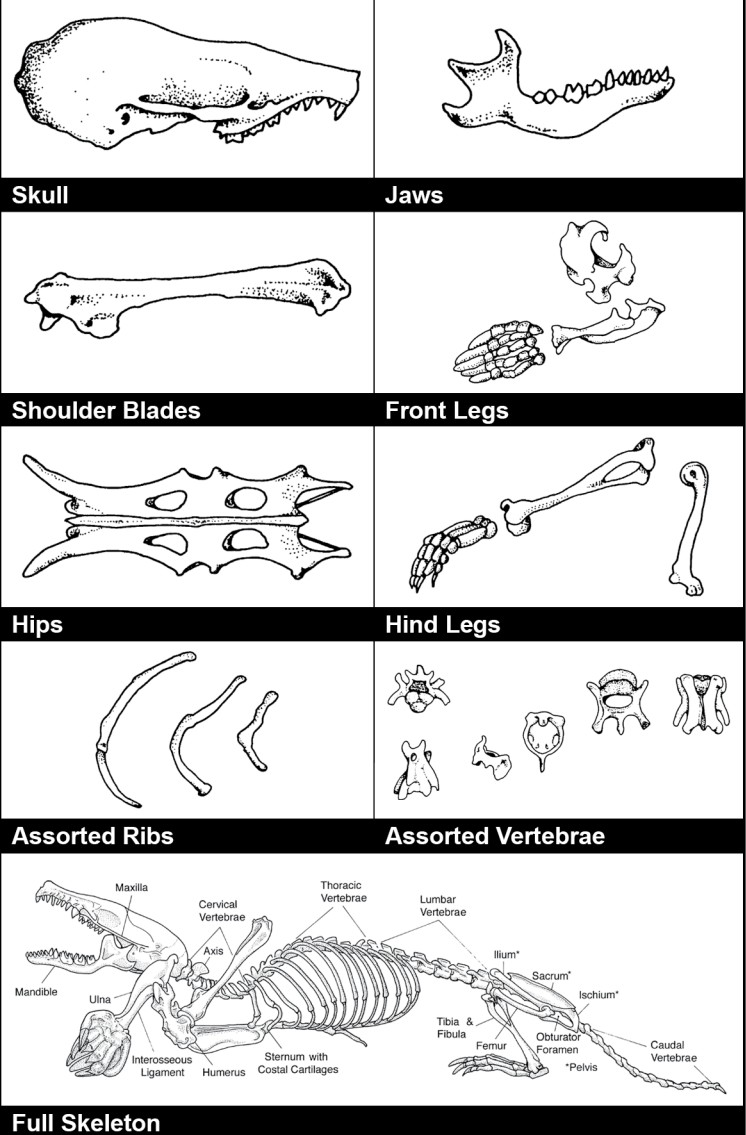 Skull
Jaws
Shoulder Blades
Front Legs
Hips
Hind Legs
Assorted Ribs
Assorted Vertebrae
Maxilla
Cervical
Vertebrae
Axis
Thoracic
Vertebrae
Lumbar
Vertebrae
Ilium*
Sacrum*
Ischium*
Mandible
Ulna
Interosseous
Ligament
Humerus
Sternum with
Costal Cartilages
Tibia &
Fibula
Femur
Obturator
Foramen
*Pelvis
Caudal
Vertebrae
Full Skeleton